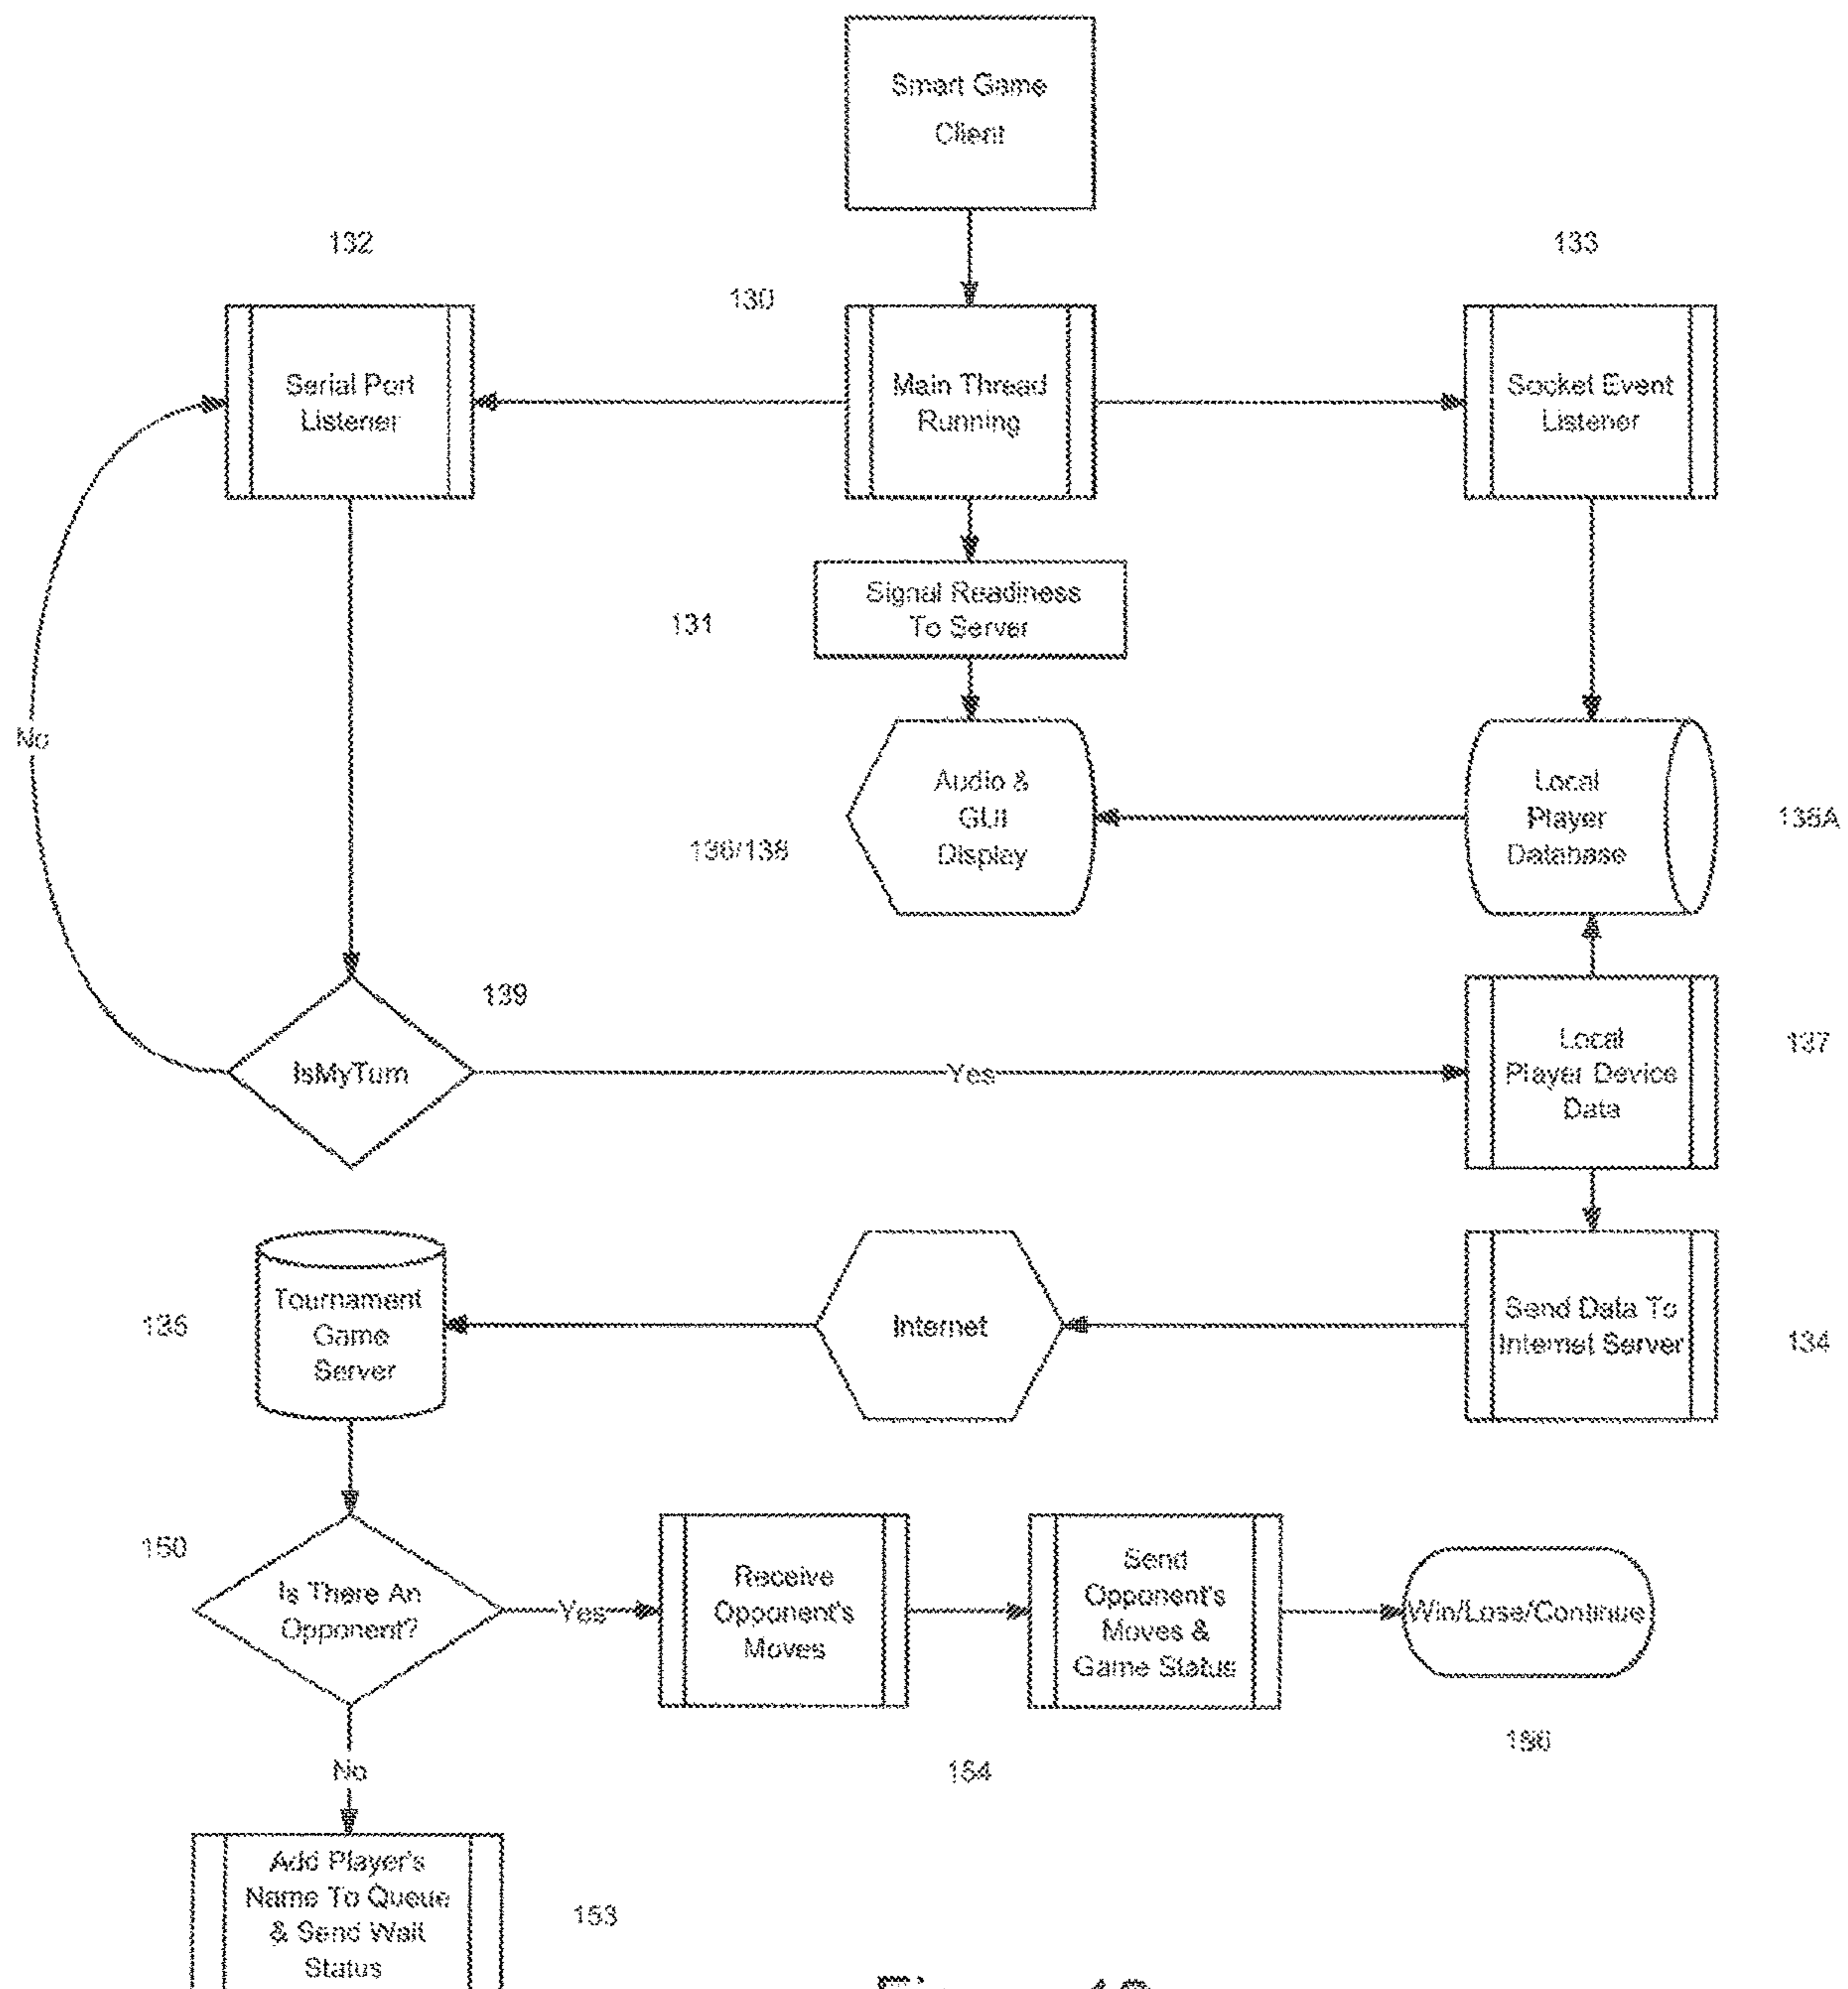 Smart Game
Client
132
133
130
Serial Port
Listener
Main Thread
Running
Socket Event
Listener
Signal Readiness
To Server
131
No
Audio &
GUI
Display
136/138
Local
Player
Database
139
IsMyTurn
Yes
Local
Player Device
Data
137
Tournament
Game
Server
135
Internet
Send Data To
Internet Server
134
150
Is There An
Opponent?
Yes
Receive
Opponent's
Moves
Send
Opponent's
Moves &
Game Status
Win/Lose/Continue
154
No
Add Player's
Name To Queue
& Send Wait
Status
153